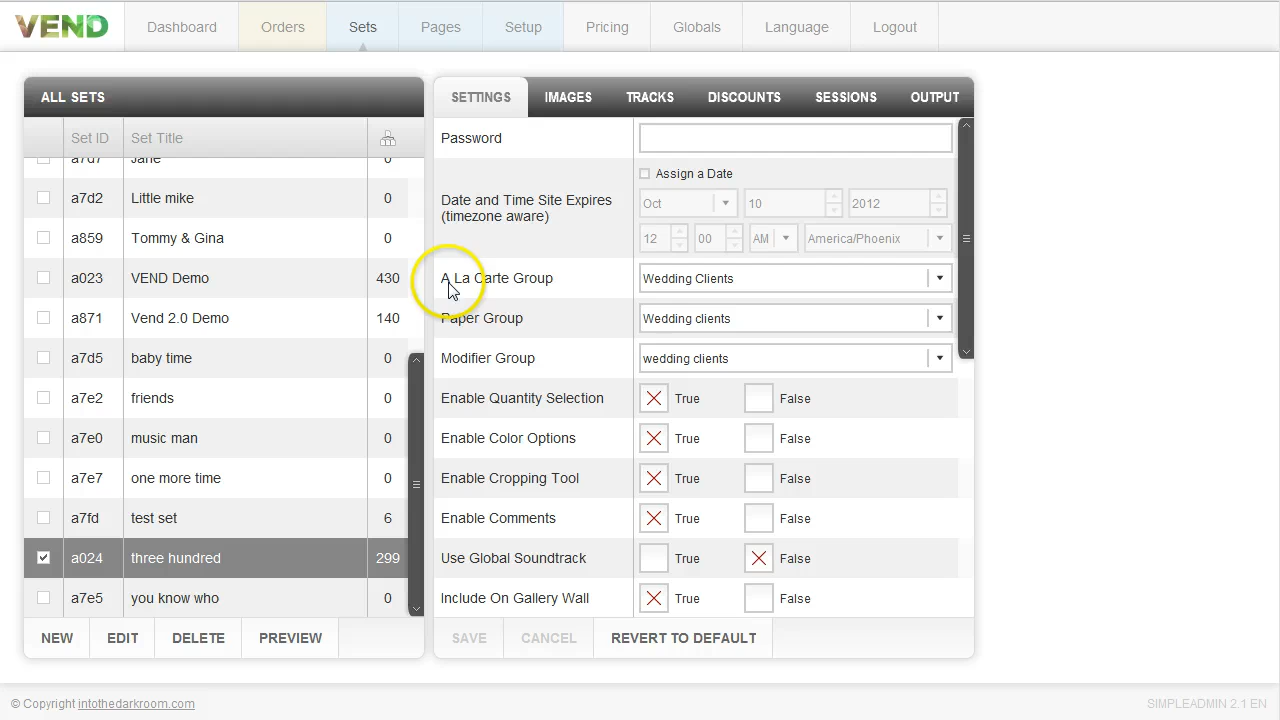 VEND Dashboard Orders Sets Pages Setup Pricing Globals Language Logout
ALL SETS
Set ID Set Title
a7d7 Jane 0
a7d2 Little mike 0
a859 Tommy & Gina 0
a023 VEND Demo 430
a871 Vend 2.0 Demo 140
a7d5 baby time 0
a7e2 friends 0
a7e0 music man 0
a7e7 one more time 0
a7fd test set 6
a024 three hundred 299
a7e5 you know who 0
NEW EDIT DELETE PREVIEW
SETTINGS IMAGES TRACKS DISCOUNTS SESSIONS OUTPUT
Password
Date and Time Site Expires
(timezone aware)
Assign a Date
Oct 10 2012
12 00 AM America/Phoenix
A La Carte Group Wedding Clients
Paper Group Wedding clients
Modifier Group wedding clients
Enable Quantity Selection True False
Enable Color Options True False
Enable Cropping Tool True False
Enable Comments True False
Use Global Soundtrack True False
Include On Gallery Wall True False
SAVE CANCEL REVERT TO DEFAULT
© Copyright intothedarkroom.com SIMPLEADMIN 2.1 EN